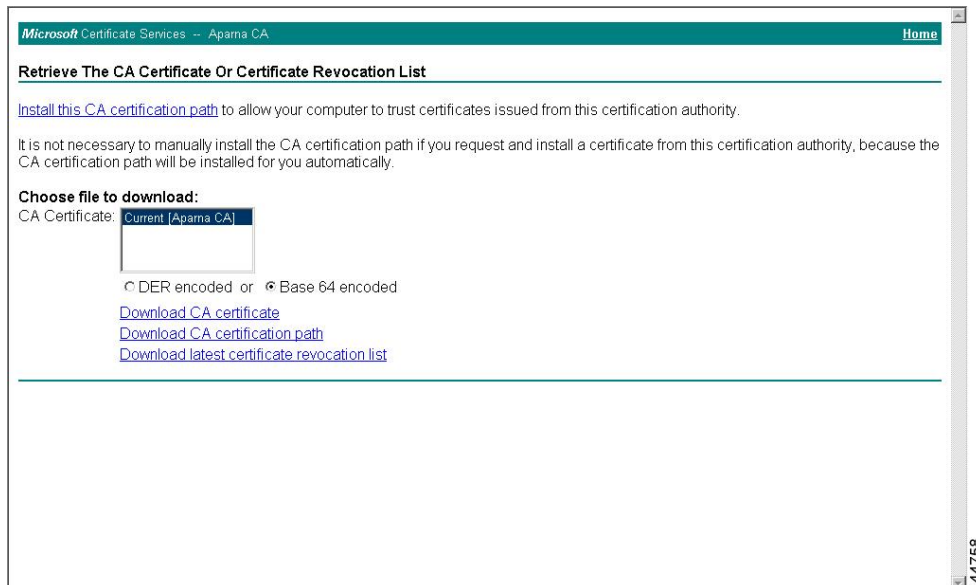 Microsoft Certificate Services -- Aparna CA Home
Retrieve The CA Certificate Or Certificate Revocation List
Install this CA certification path to allow your computer to trust certificates issued from this certification authority.
It is not necessary to manually install the CA certification path if you request and install a certificate from this certification authority, because the
CA certification path will be installed for you automatically.
Choose file to download:
CA Certificate: Current [Aparna CA]
DER encoded or Base 64 encoded
Download CA certificate
Download CA certification path
Download latest certificate revocation list